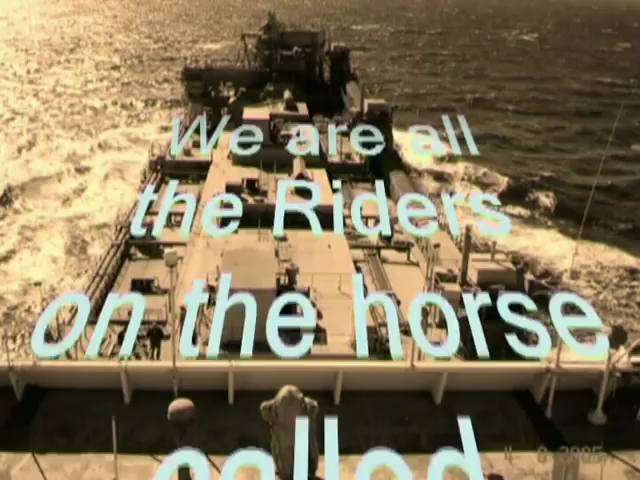 We are all
the Riders
on the horse
called